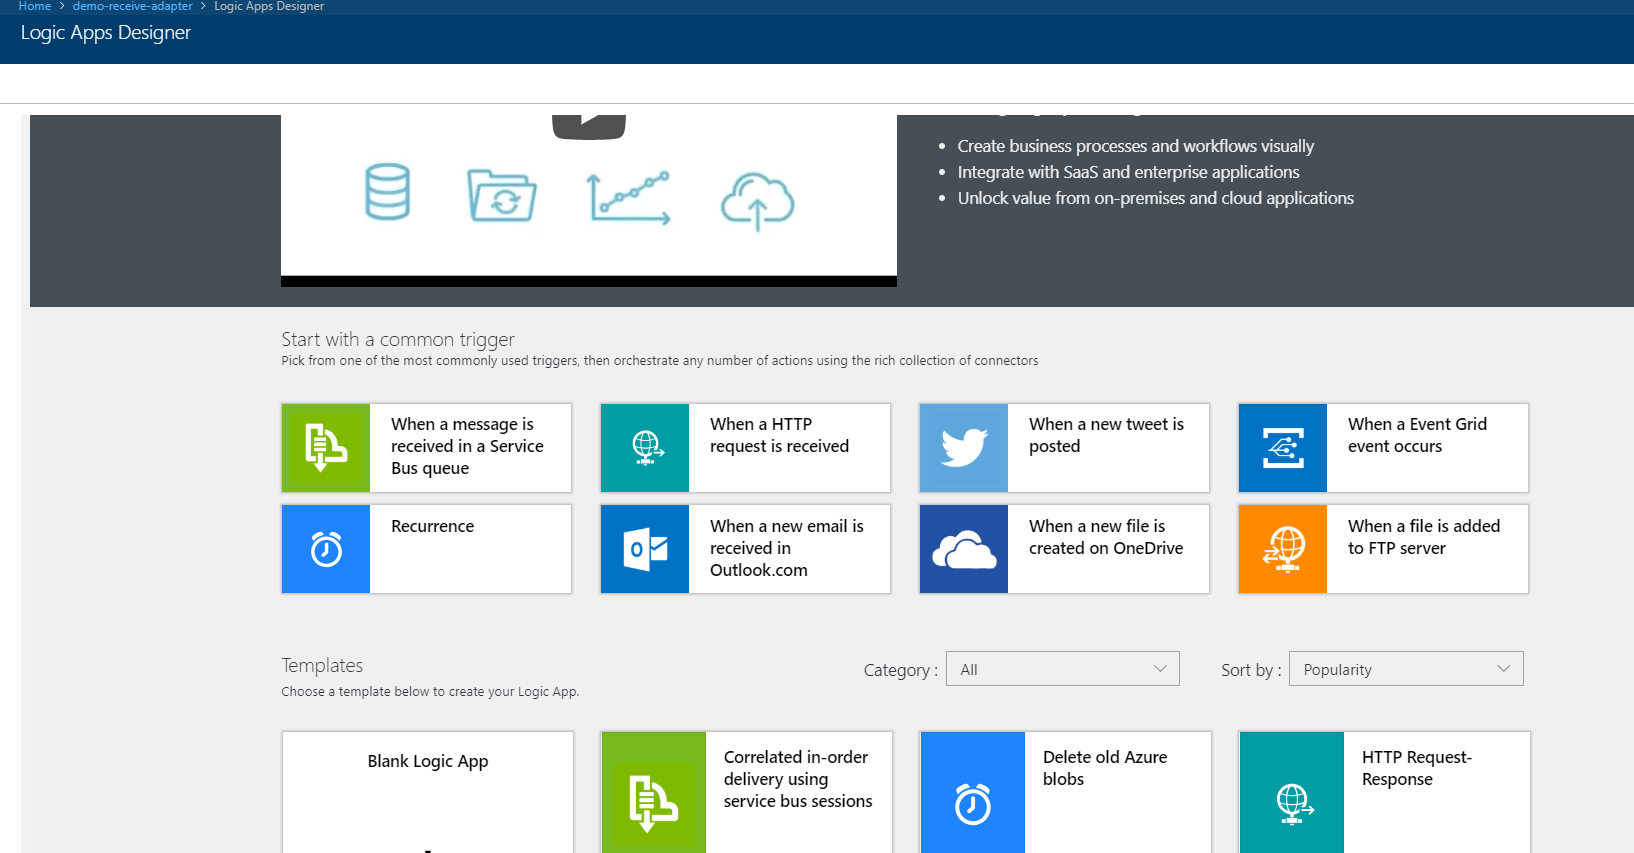 Home > demo-receive-adapter > Logic Apps Designer
Logic Apps Designer
• Create business processes and workflows visually
• Integrate with SaaS and enterprise applications
• Unlock value from on-premises and cloud applications
Start with a common trigger
Pick from one of the most commonly used triggers, then orchestrate any number of actions using the rich collection of connectors
When a message is
received in a Service
Bus queue
When a HTTP
request is received
When a new tweet is
posted
When a Event Grid
event occurs
Recurrence
When a new email is
received in
Outlook.com
When a new file is
created on OneDrive
When a file is added
to FTP server
Templates
Category : All
Sort by : Popularity
Choose a template below to create your Logic App.
Blank Logic App
Correlated in-order
delivery using
service bus sessions
Delete old Azure
blobs
HTTP Request-
Response